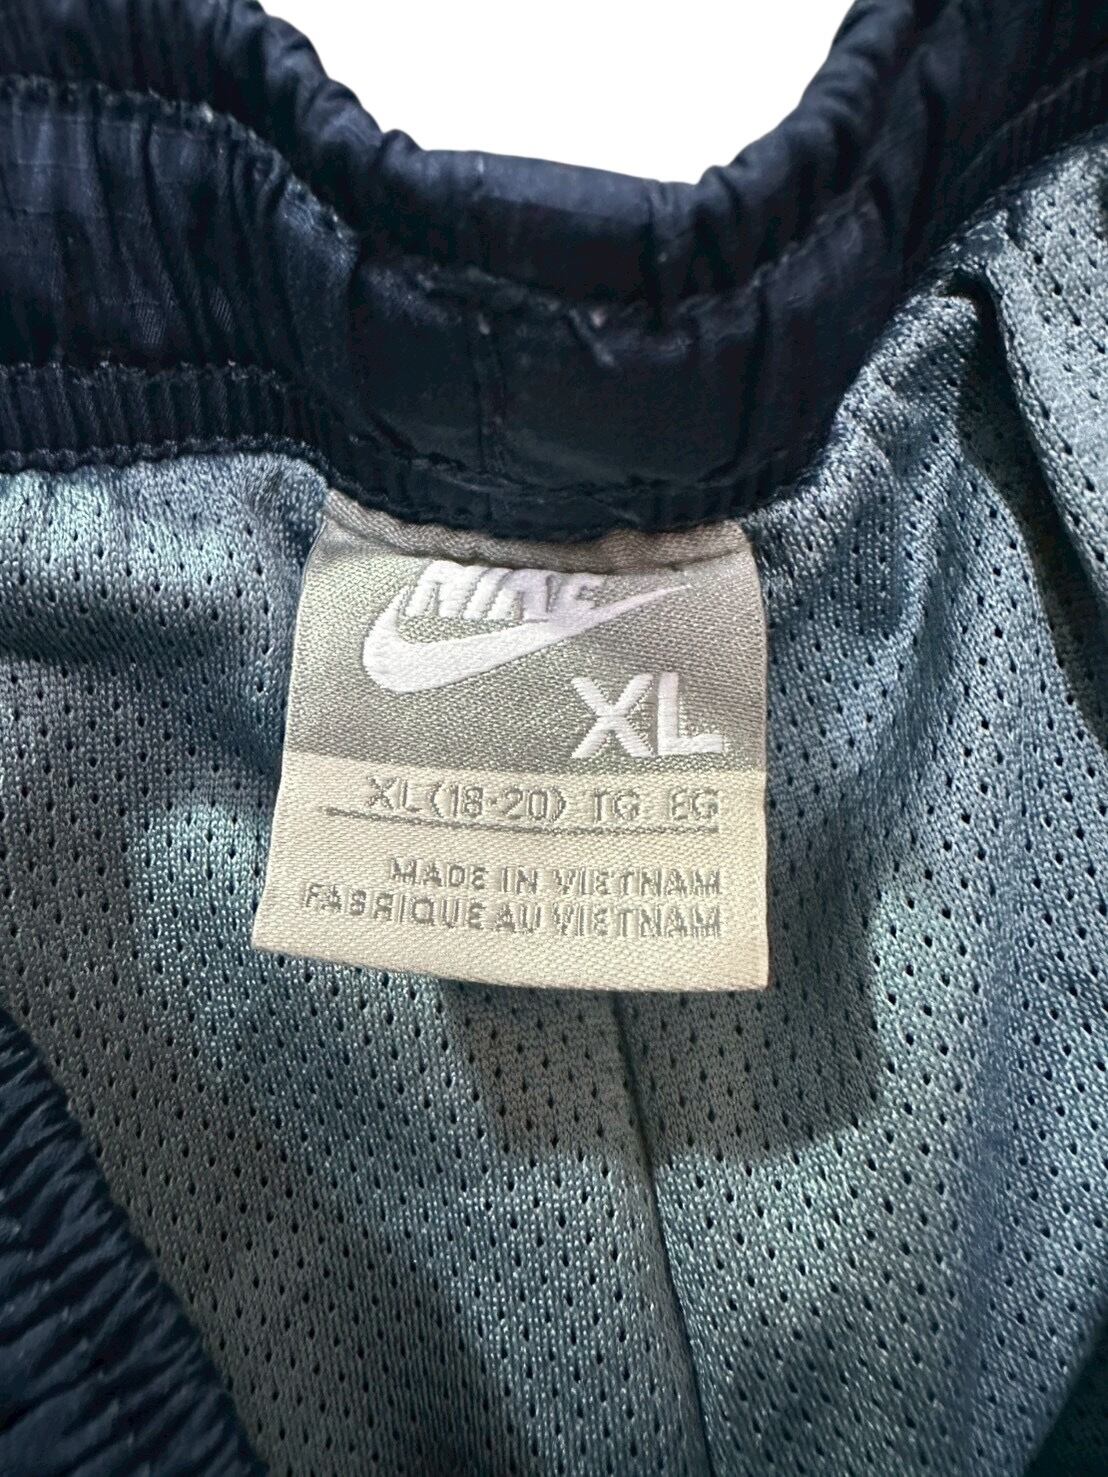 NIKE
XL
XL(18-20) TG EG
MADE IN VIETNAM
FABRIQUE AU VIETNAM